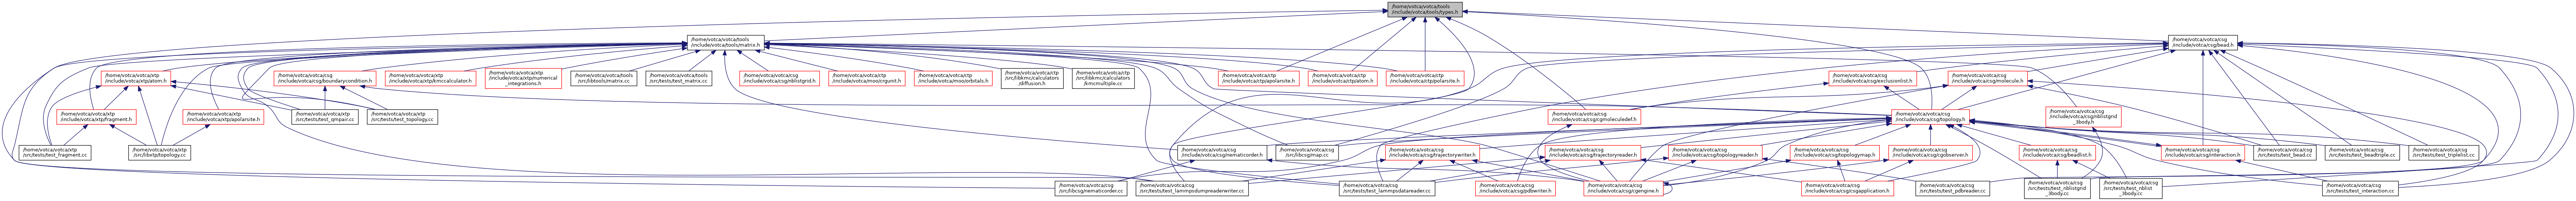 /home/votca/votca/tools
/include/votca/tools/types.h
/home/votca/votca/tools
/include/votca/tools/matrix.h
/home/votca/votca/csg
/include/votca/csg/bead.h
/home/votca/votca/xtp
/include/votca/xtp/atom.h
/home/votca/votca/csg
/include/votca/csg/boundarycondition.h
/home/votca/votca/xtp
/include/votca/xtp/kmccalculator.h
/home/votca/votca/xtp
/include/votca/xtp/numerical
_integrations.h
/home/votca/votca/tools
/src/libtools/matrix.cc
/home/votca/votca/tools
/src/tests/test_matrix.cc
/home/votca/votca/csg
/include/votca/csg/nblistgrid.h
/home/votca/votca/ctp
/include/votca/moo/crgunit.h
/home/votca/votca/ctp
/include/votca/moo/orbitals.h
/home/votca/votca/ctp
/src/libkmc/calculators
/diffusion.h
/home/votca/votca/ctp
/src/libkmc/calculators
/kmcmultiple.cc
/home/votca/votca/ctp
/include/votca/ctp/apolarsite.h
/home/votca/votca/ctp
/include/votca/ctp/atom.h
/home/votca/votca/ctp
/include/votca/ctp/polarsite.h
/home/votca/votca/csg
/include/votca/csg/exclusionlist.h
/home/votca/votca/csg
/include/votca/csg/molecule.h
/home/votca/votca/xtp
/include/votca/xtp/fragment.h
/home/votca/votca/xtp
/include/votca/xtp/apolarsite.h
/home/votca/votca/xtp
/src/tests/test_qmpair.cc
/home/votca/votca/xtp
/src/tests/test_topology.cc
/home/votca/votca/csg
/include/votca/csg/cgmoleculedef.h
/home/votca/votca/csg
/include/votca/csg/topology.h
/home/votca/votca/csg
/include/votca/csg/nblistgrid
_3body.h
/home/votca/votca/xtp
/src/tests/test_fragment.cc
/home/votca/votca/xtp
/src/libxtp/topology.cc
/home/votca/votca/csg
/include/votca/csg/nematicorder.h
/home/votca/votca/csg
/src/libcsg/map.cc
/home/votca/votca/csg
/include/votca/csg/trajectorywriter.h
/home/votca/votca/csg
/include/votca/csg/trajectoryreader.h
/home/votca/votca/csg
/include/votca/csg/topologyreader.h
/home/votca/votca/csg
/include/votca/csg/topologymap.h
/home/votca/votca/csg
/include/votca/csg/cgobserver.h
/home/votca/votca/csg
/include/votca/csg/beadlist.h
/home/votca/votca/csg
/include/votca/csg/interaction.h
/home/votca/votca/csg
/src/tests/test_bead.cc
/home/votca/votca/csg
/src/tests/test_beadtriple.cc
/home/votca/votca/csg
/src/tests/test_triplelist.cc
/home/votca/votca/csg
/src/libcsg/nematicorder.cc
/home/votca/votca/csg
/src/tests/test_lammpsdumpreaderwriter.cc
/home/votca/votca/csg
/src/tests/test_lammpsdatareader.cc
/home/votca/votca/csg
/include/votca/csg/pdbwriter.h
/home/votca/votca/csg
/include/votca/csg/cgengine.h
/home/votca/votca/csg
/include/votca/csg/csgapplication.h
/home/votca/votca/csg
/src/tests/test_pdbreader.cc
/home/votca/votca/csg
/src/tests/test_nblistgrid
_3body.cc
/home/votca/votca/csg
/src/tests/test_nblist
_3body.cc
/home/votca/votca/csg
/src/tests/test_interaction.cc